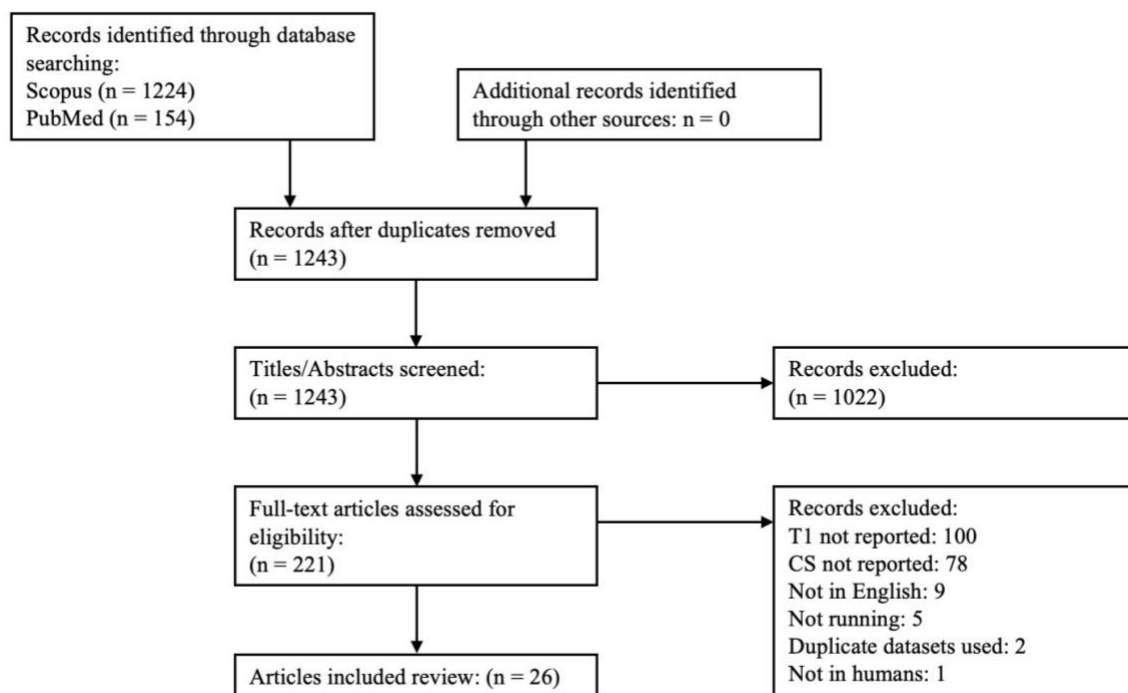 Records identified through database
searching:
Scopus (n = 1224)
PubMed (n = 154)
Additional records identified
through other sources: n = 0
Records after duplicates removed
(n = 1243)
Titles/Abstracts screened:
(n = 1243)
Records excluded:
(n = 1022)
Full-text articles assessed for
eligibility:
(n = 221)
Records excluded:
T1 not reported: 100
CS not reported: 78
Not in English: 9
Not running: 5
Duplicate datasets used: 2
Not in humans: 1
Articles included review: (n = 26)